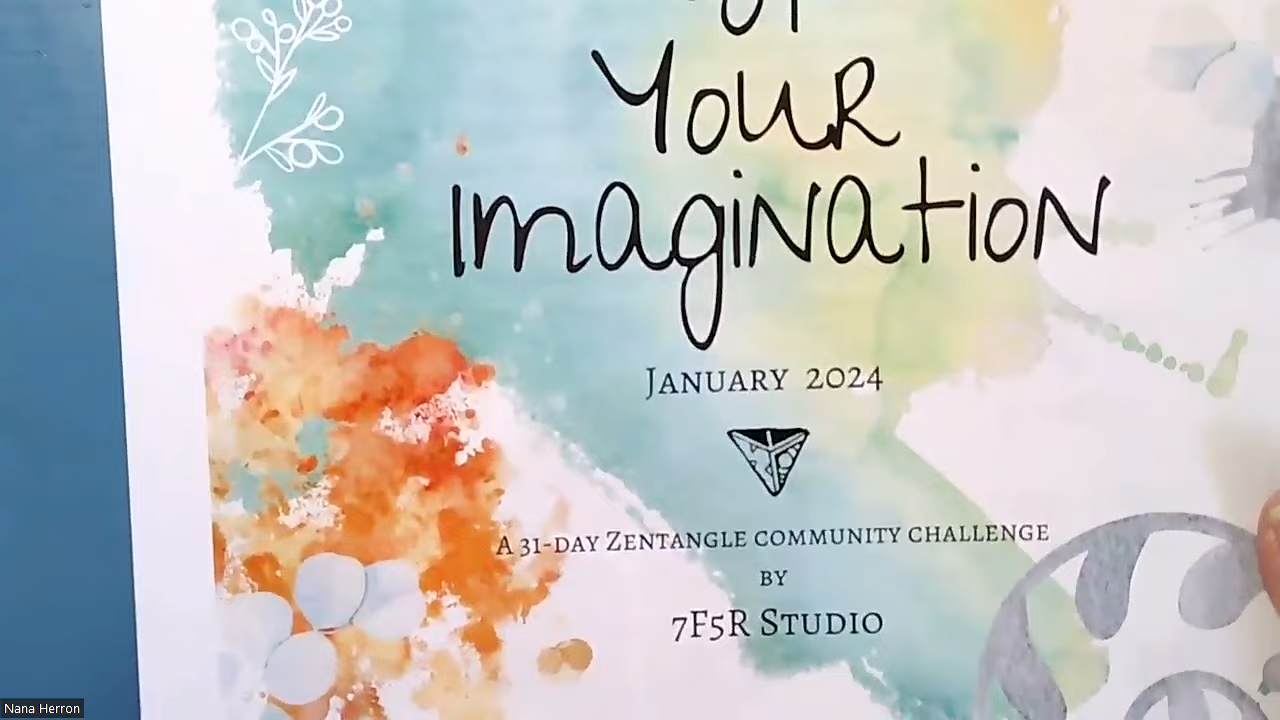 YOUR
IMAGINATION
JANUARY 2024
A 31-DAY ZENTANGLE COMMUNITY CHALLENGE
BY
7F5R STUDIO
Nana Herron